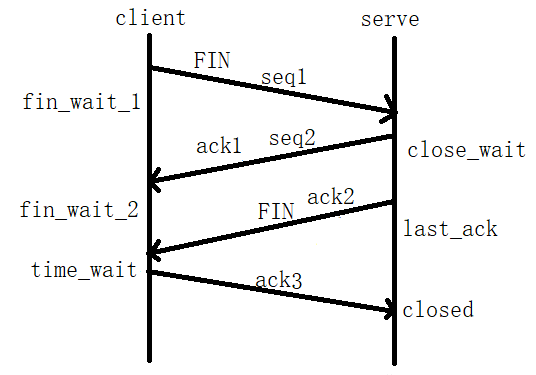 client
serve
FIN
seq1
fin_wait_1
ack1
seq2
close_wait
fin_wait_2
FIN
ack2
last_ack
time_wait
ack3
closed